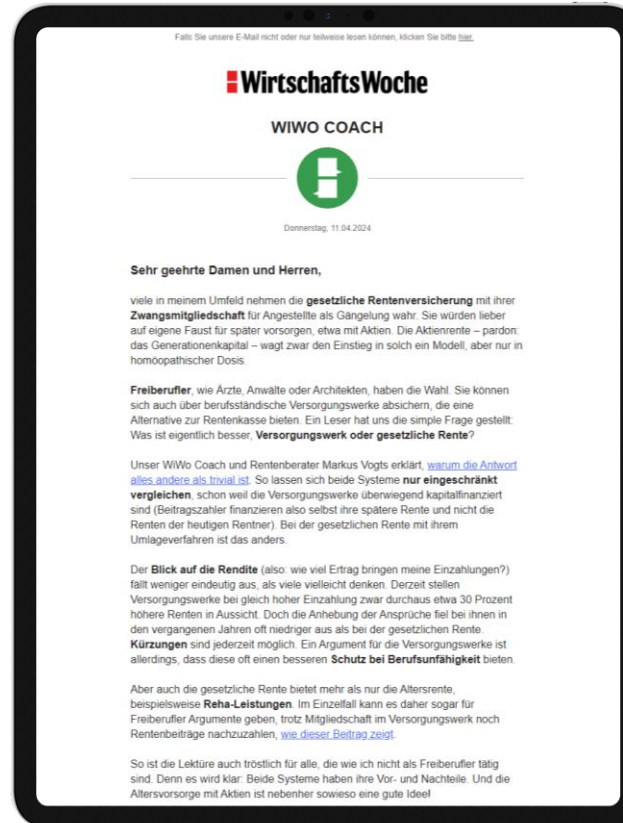 Falls Sie unsere E-Mail nicht oder nur teilweise lesen können, klicken Sie bitte hier.
WirtschaftsWoche
WIWO COACH
Donnerstag, 11.04.2024
Sehr geehrte Damen und Herren,
viele in meinem Umfeld nehmen die gesetzliche Rentenversicherung mit ihrer
Zwangsmitgliedschaft für Angestellte als Gängelung wahr. Sie würden lieber
auf eigene Faust für später vorsorgen, etwa mit Aktien. Die Aktienrente – pardon:
das Generationenkapital – wagt zwar den Einstieg in solch ein Modell, aber nur in
homöopathischer Dosis.
Freiberufler, wie Ärzte, Anwälte oder Architekten, haben die Wahl. Sie können
sich auch über berufsständische Versorgungswerke absichern, die eine
Alternative zur Rentenkasse bieten. Ein Leser hat uns die simple Frage gestellt:
Was ist eigentlich besser, Versorgungswerk oder gesetzliche Rente?
Unser WiWo Coach und Rentenberater Markus Vogts erklärt, warum die Antwort
alles andere als trivial ist. So lassen sich beide Systeme nur eingeschränkt
vergleichen, schon weil die Versorgungswerke überwiegend kapitalfinanziert
sind (Beitragszahler finanzieren also selbst ihre spätere Rente und nicht die
Renten der heutigen Rentner). Bei der gesetzlichen Rente mit ihrem
Umlageverfahren ist das anders.
Der Blick auf die Rendite (also: wie viel Ertrag bringen meine Einzahlungen?)
fällt weniger eindeutig aus, als viele vielleicht denken. Derzeit stellen
Versorgungswerke bei gleich hoher Einzahlung zwar durchaus etwa 30 Prozent
höhere Renten in Aussicht. Doch die Anhebung der Ansprüche fiel bei ihnen in
den vergangenen Jahren oft niedriger aus als bei der gesetzlichen Rente.
Kürzungen sind jederzeit möglich. Ein Argument für die Versorgungswerke ist
allerdings, dass diese oft einen besseren Schutz bei Berufsunfähigkeit bieten.
Aber auch die gesetzliche Rente bietet mehr als nur die Altersrente,
beispielsweise Reha-Leistungen. Im Einzelfall kann es daher sogar für
Freiberufler Argumente geben, trotz Mitgliedschaft im Versorgungswerk noch
Rentenbeiträge nachzuzahlen, wie dieser Beitrag zeigt.
So ist die Lektüre auch tröstlich für alle, die wie ich nicht als Freiberufler tätig
sind. Denn es wird klar: Beide Systeme haben ihre Vor- und Nachteile. Und die
Altersvorsorge mit Aktien ist nebenher sowieso eine gute Idee!